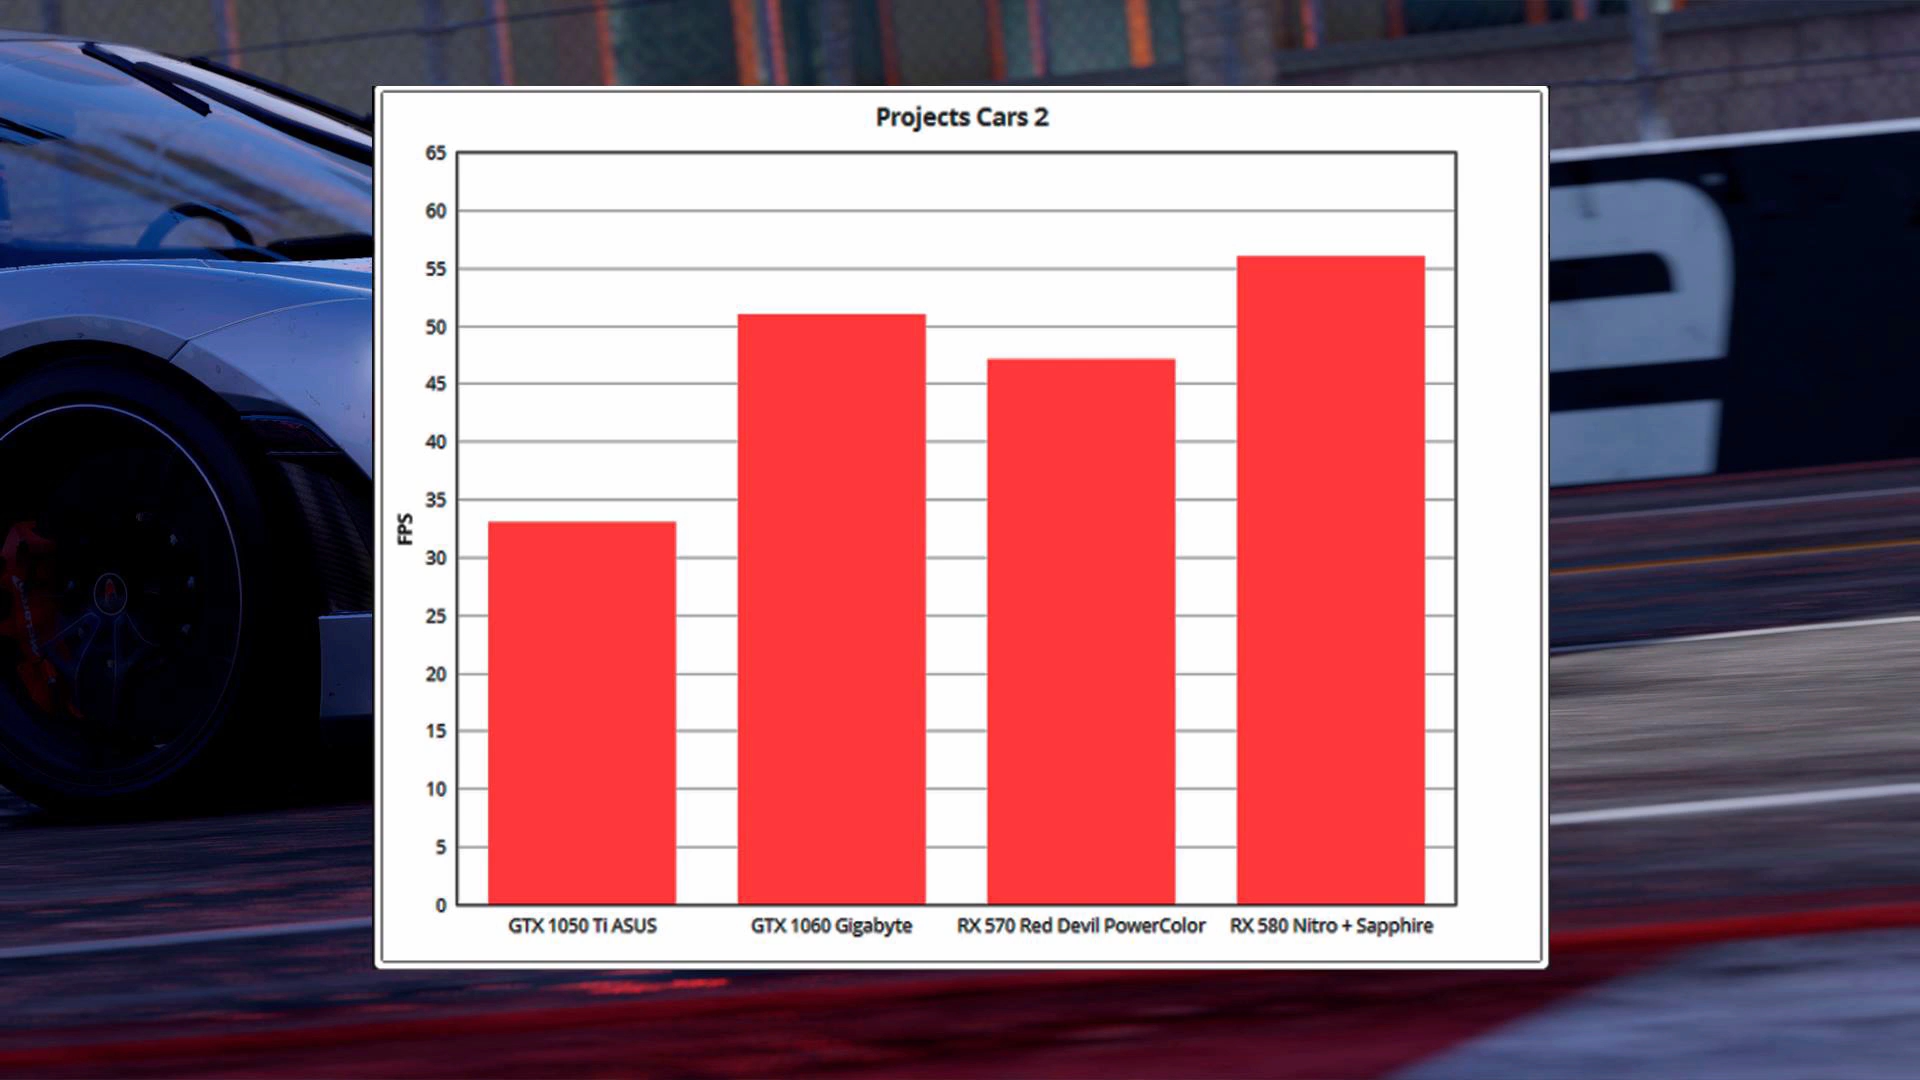 Projects Cars 2
65
60
55
50
45
40
35
30
25
20
15
10
5
0
FPS
GTX 1050 Ti ASUS
GTX 1060 Gigabyte
RX 570 Red Devil PowerColor
RX 580 Nitro + Sapphire